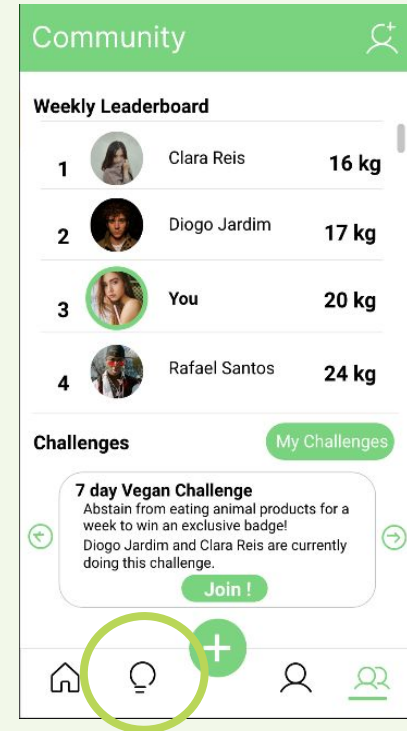 Community
Weekly Leaderboard
1 Clara Reis 16 kg
2 Diogo Jardim 17 kg
3 You 20 kg
4 Rafael Santos 24 kg
Challenges My Challenges
7 day Vegan Challenge
Abstain from eating animal products for a
week to win an exclusive badge!
Diogo Jardim and Clara Reis are currently
doing this challenge.
Join !